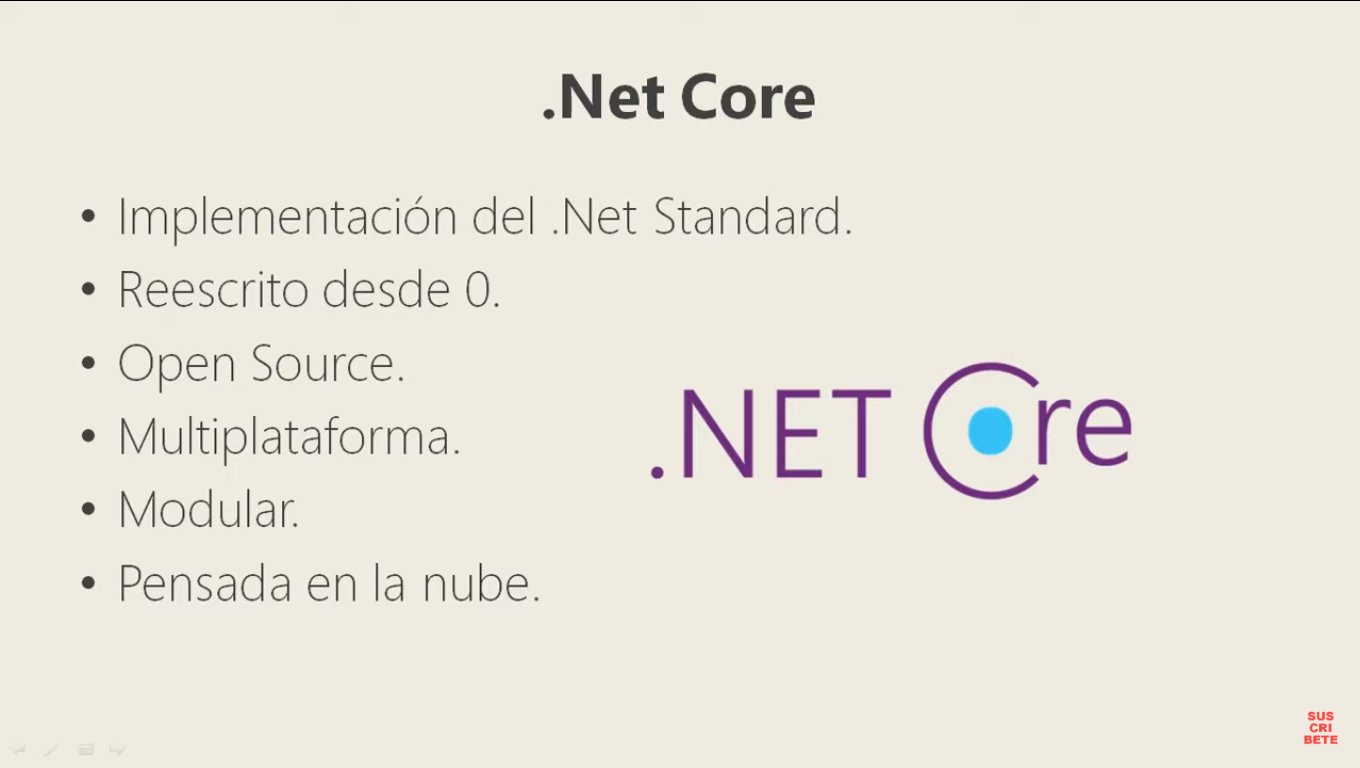 .Net Core
• Implementación del .Net Standard.
• Reescrito desde 0.
• Open Source.
• Multiplataforma.
• Modular.
• Pensada en la nube.
.NET Core
SUS
CRI
BETE